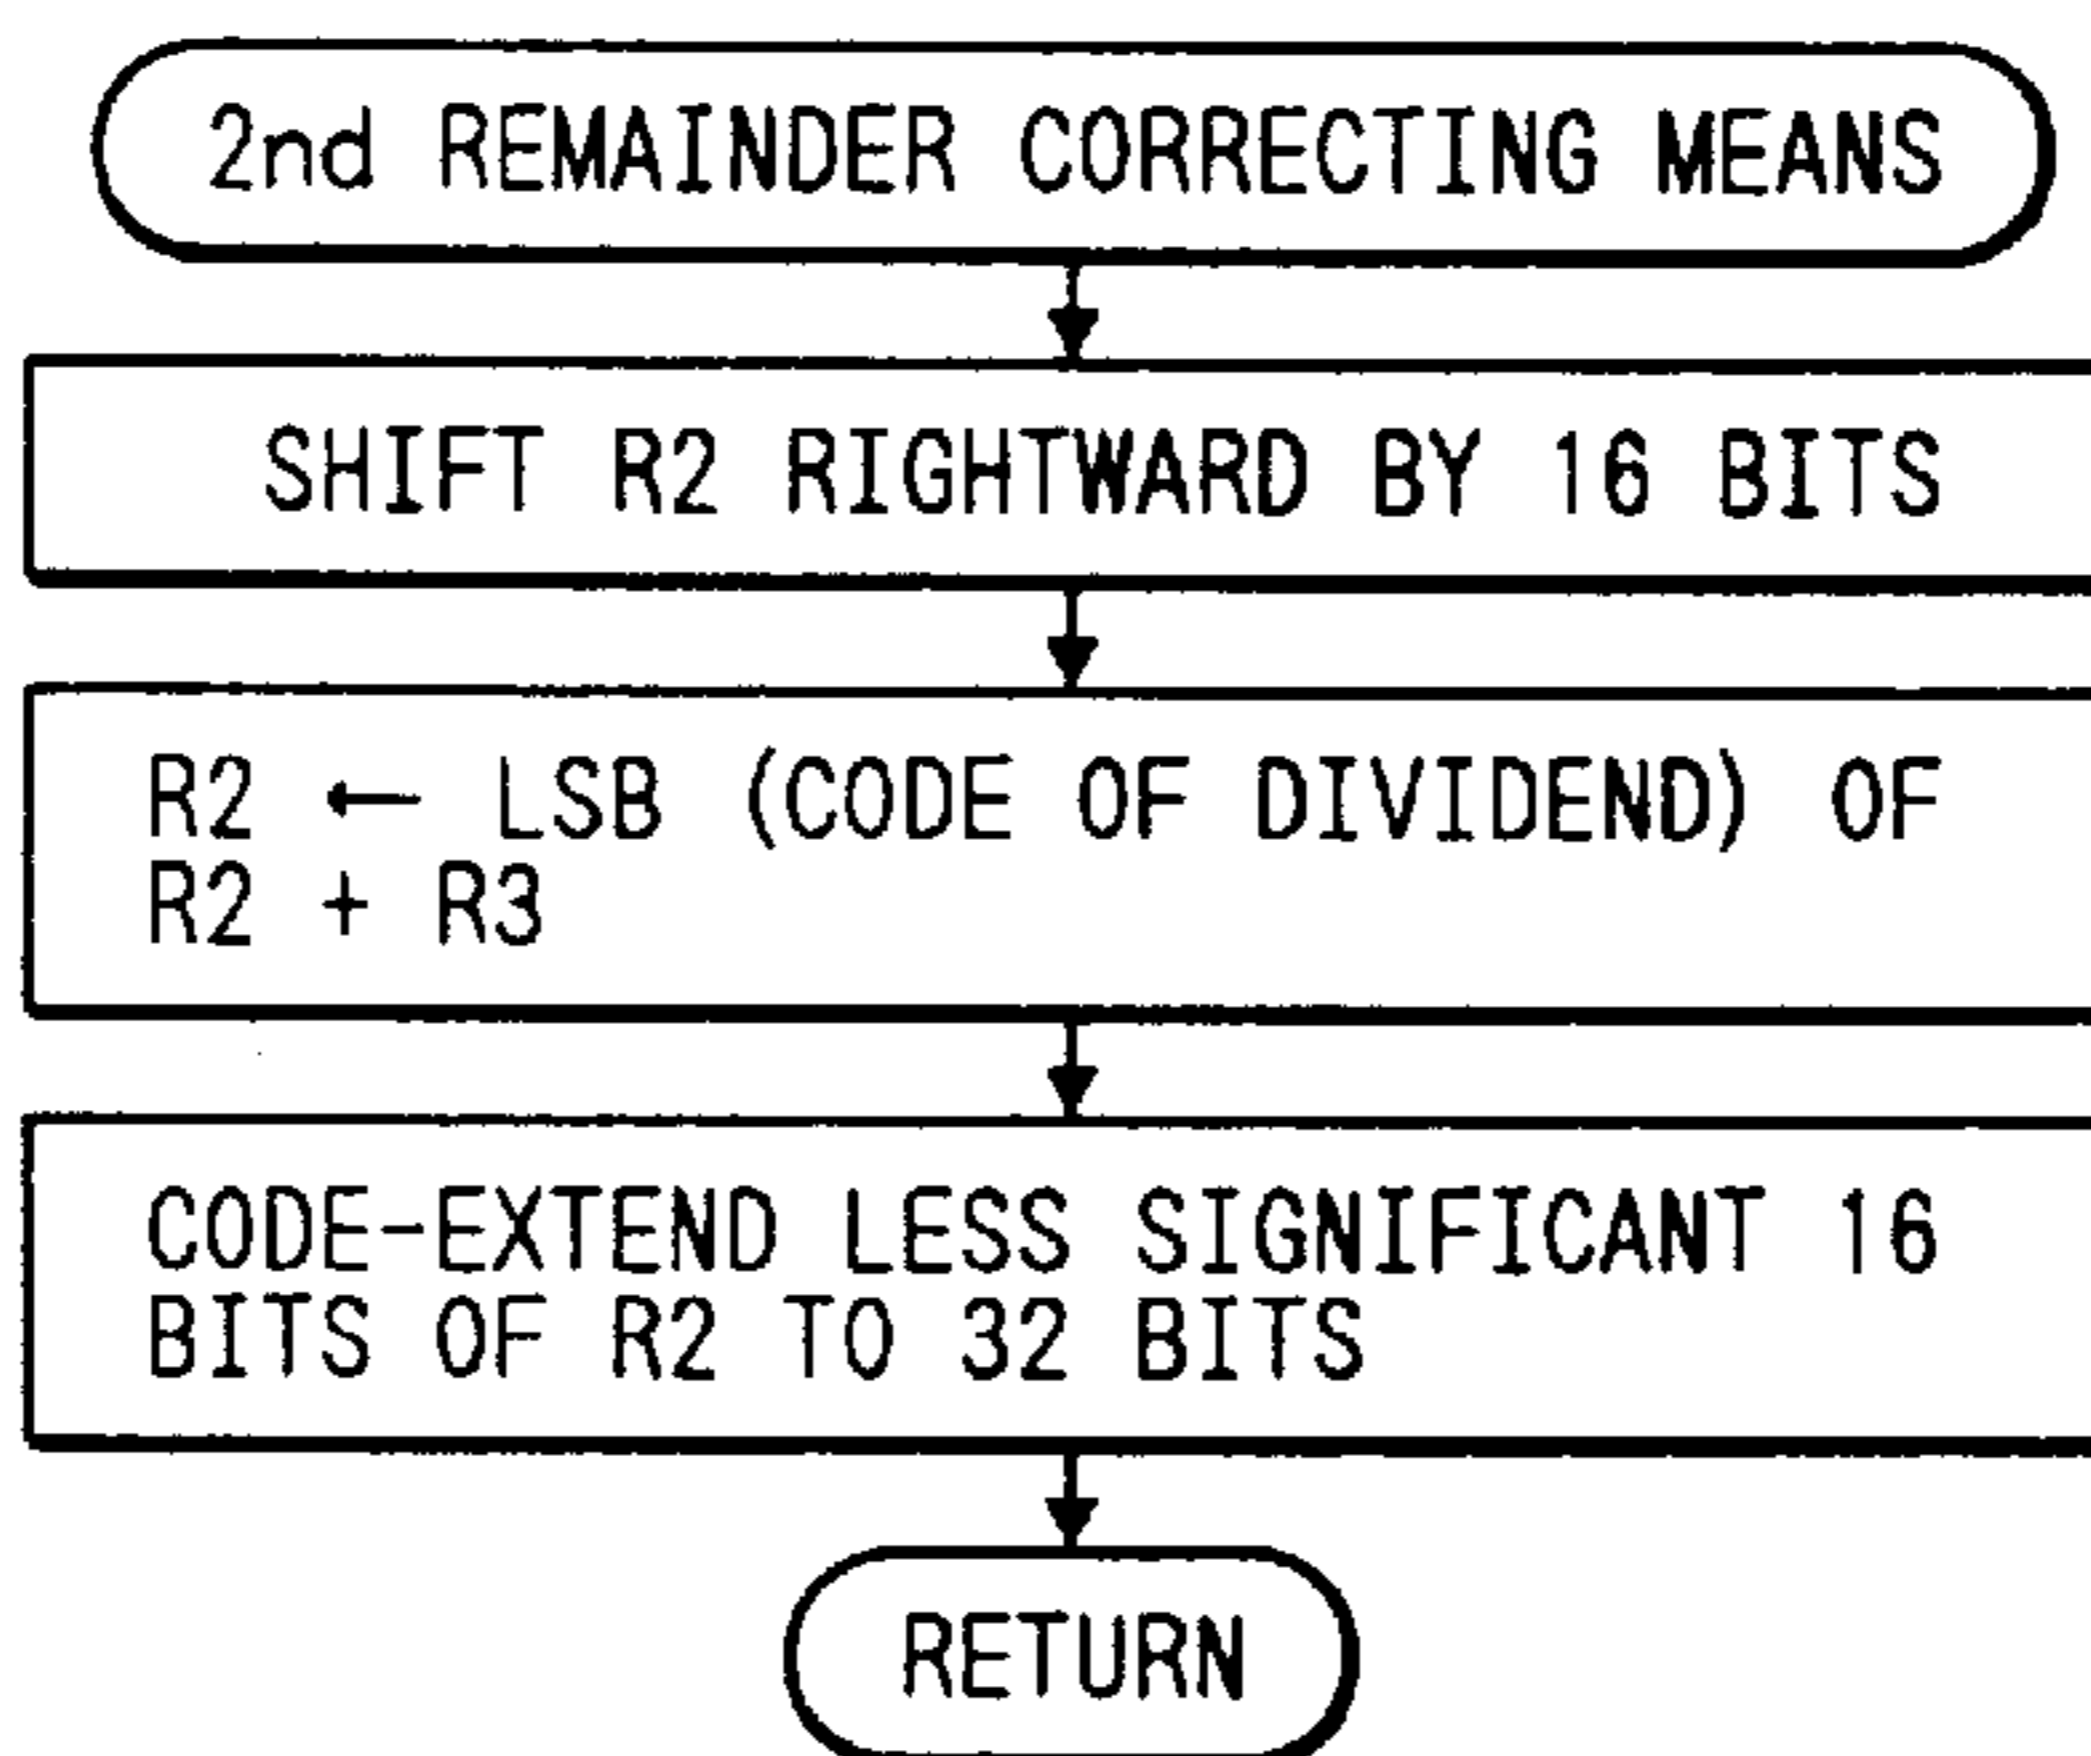 2nd REMAINDER CORRECTING MEANS
SHIFT R2 RIGHTWARD BY 16 BITS
R2 ← LSB (CODE OF DIVIDEND) OF
R2 + R3
CODE-EXTEND LESS SIGNIFICANT 16
BITS OF R2 TO 32 BITS
RETURN